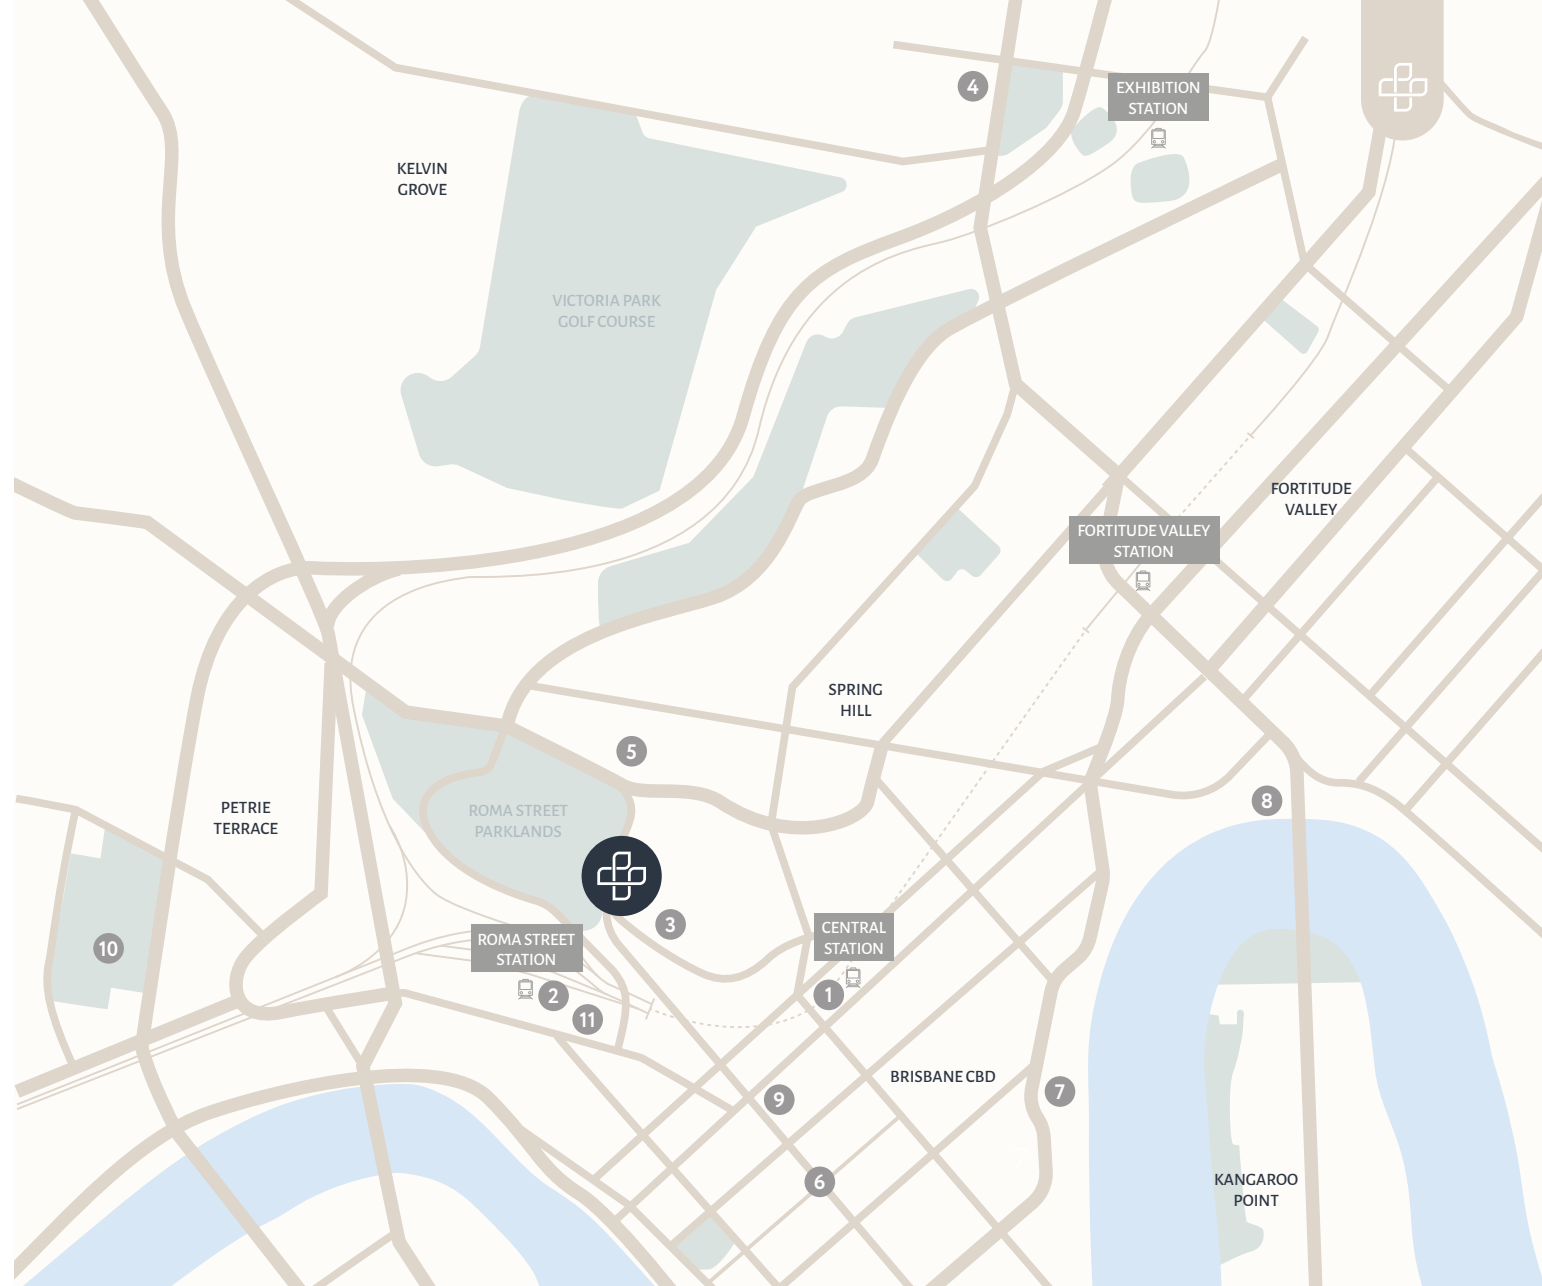 4
EXHIBITION
STATION
KELVIN
GROVE
VICTORIA PARK
GOLF COURSE
FORTITUDE
VALLEY
FORTITUDE VALLEY
STATION
SPRING
HILL
5
ROMA STREET
PARKLANDS
PETRIE
TERRACE
8
3
CENTRAL
STATION
10
ROMA STREET
STATION
2
1
11
BRISBANE CBD
9
7
7
6
KANGAROO
POINT